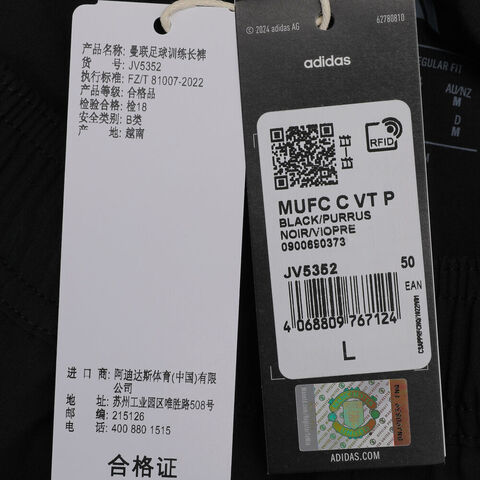 产品名称: 曼联足球训练长裤
货 号: JV5352
执行标准: FZ/T 81007-2022
产品等级: 合格品
检验合格: 检18
安全类别: B类
产 地: 越南
进 口 商: 阿迪达斯体育(中国)有限
公司
地 址: 苏州工业园区唯胜路508号
邮 编: 215126
电 话: 400 880 1515
合格证
© 2024 adidas AG
62780810
adidas
RFID
MUFC C VT P
BLACK/PURRUS
NOIR/VIOPRE
0900690373
JV5352
50
EAN
4 068809 767124
L
ADIDAS.COM
REGULAR FIT
AU/NZ
M
D
M